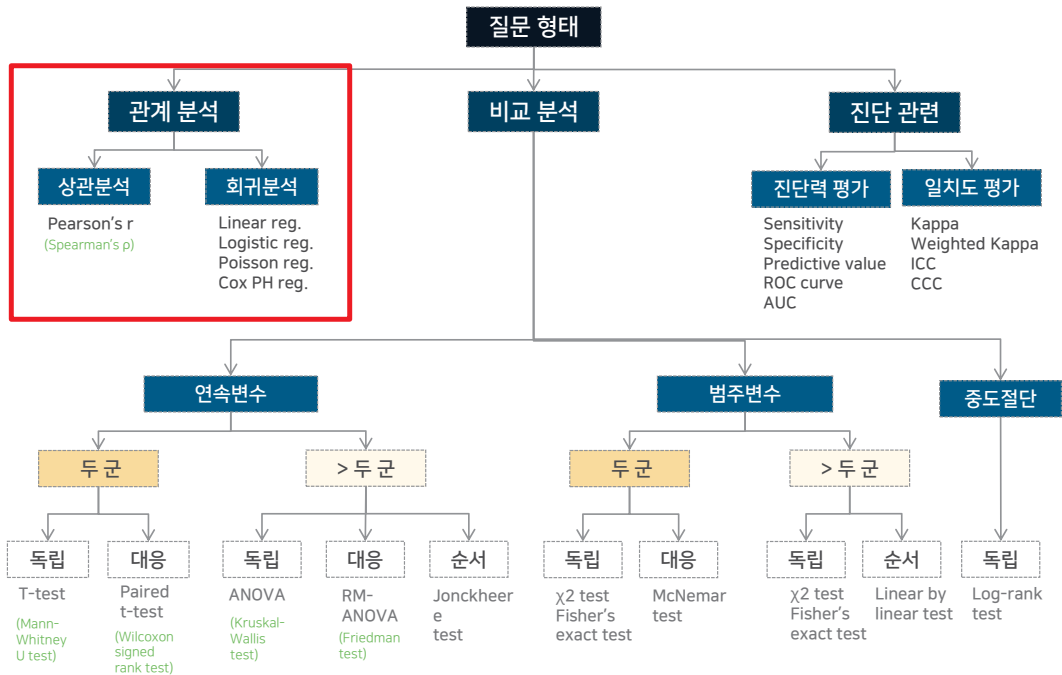 질문 형태
관계 분석
비교 분석
진단 관련
상관분석
회귀분석
진단력 평가
일치도 평가
Pearson's r
(Spearman's ρ)
Linear reg.
Logistic reg.
Poisson reg.
Cox PH reg.
Sensitivity
Specificity
Predictive value
ROC curve
AUC
Kappa
Weighted Kappa
ICC
CCC
연속변수
범주변수
중도절단
두 군
> 두 군
두 군
> 두 군
독립
대응
독립
대응
순서
독립
대응
독립
순서
독립
T-test
(Mann-
Whitney
U test)
Paired
t-test
(Wilcoxon
signed
rank test)
ANOVA
(Kruskal-
Wallis
test)
RM-
ANOVA
(Friedman
test)
Jonckheer
e
test
χ2 test
Fisher's
exact test
McNemar
test
χ2 test
Fisher's
exact test
Linear by
linear test
Log-rank
test